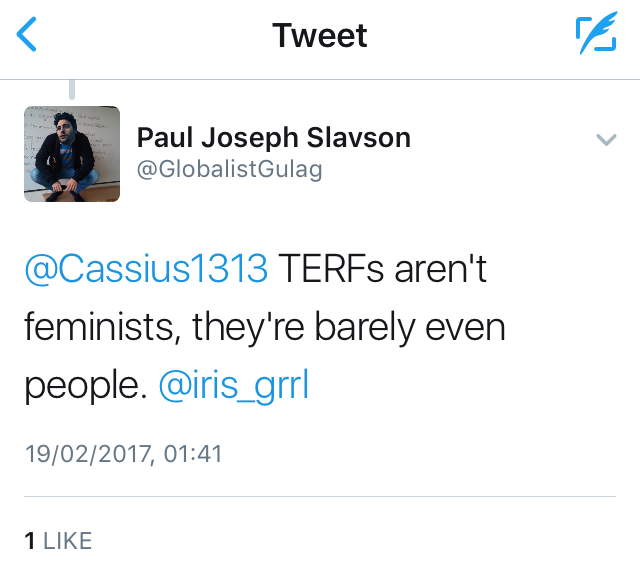 Tweet
Paul Joseph Slavson
@GlobalistGulag
@Cassius1313 TERFs aren't
feminists, they're barely even
people. @iris_grrl
19/02/2017, 01:41
1 LIKE